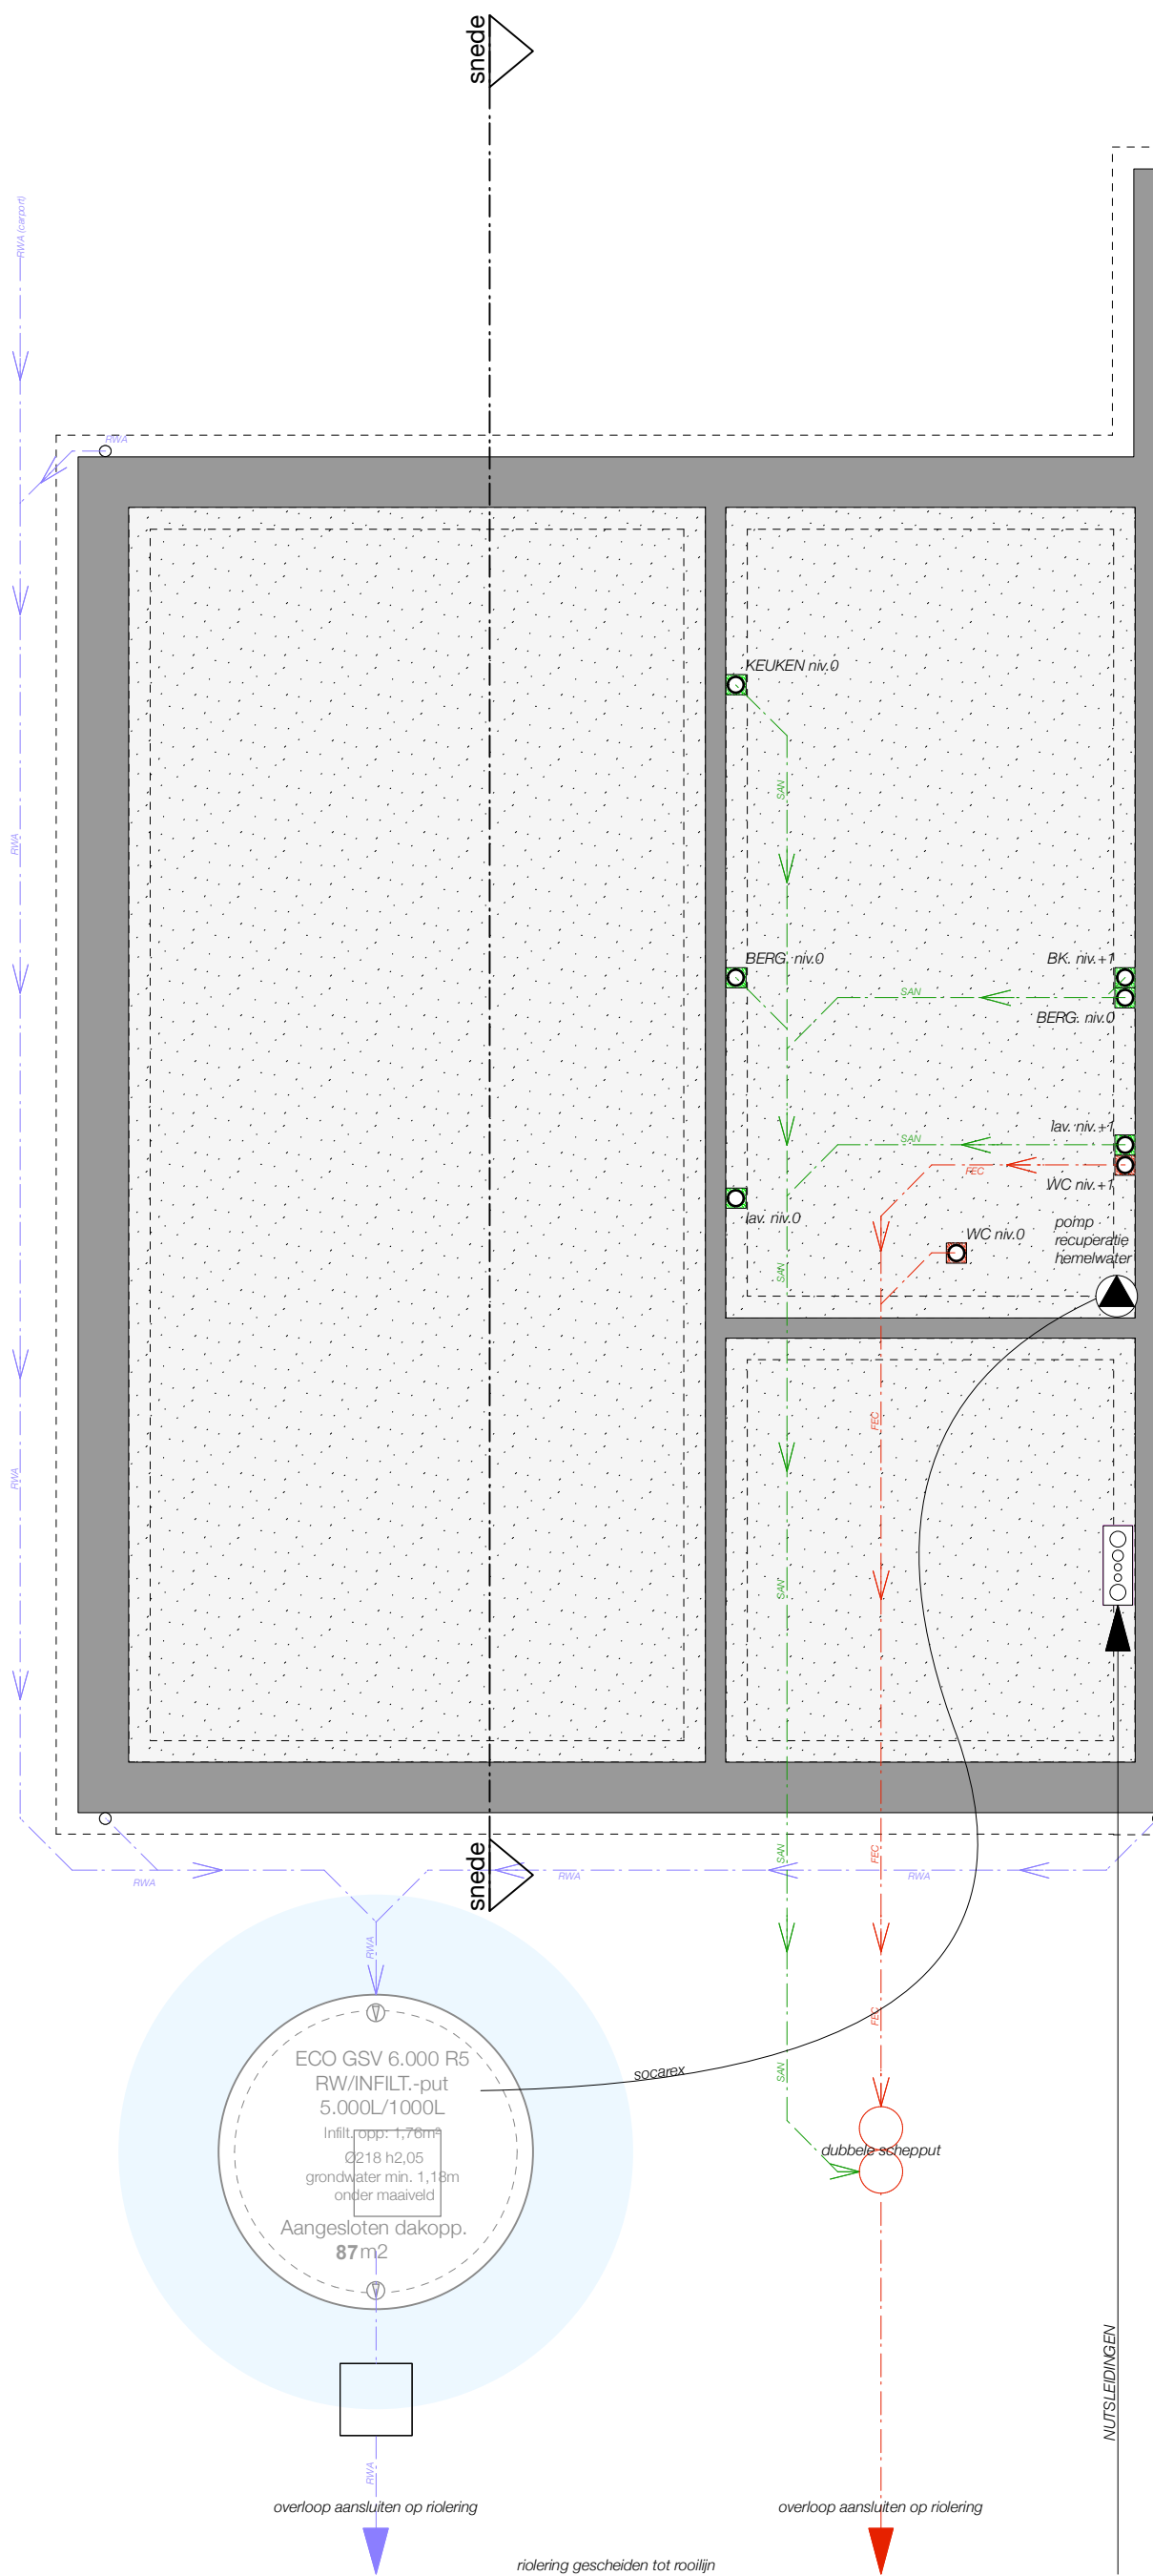 snede
RWA (carport)
RWA
KEUKEN niv.0
SAN
RWA
BERG. niv.0
BK. niv.+1
SAN
BERG. niv.0
lav. niv.+1
SAN
FEC
WC niv.+1
lav. niv.0
pomp
recuperatie
hemelwater
WC niv.0
SAN
FEC
RWA
SAN
SAN
FEC
snede
RWA
RWA
RWA
RWA
FEC
ECO GSV 6.000 R5
RW/INFILT.-put
5.000L/1000L
Infilt. opp: 1,76m²
Ø218 h2,05
grondwater min. 1,18m
onder maaiveld
Aangesloten dakopp.
87m2
socarex
SAN
dubbele schepput
NUTSLEIDINGEN
RWA
overloop aansluiten op riolering
overloop aansluiten op riolering
riolering gescheiden tot rooilijn